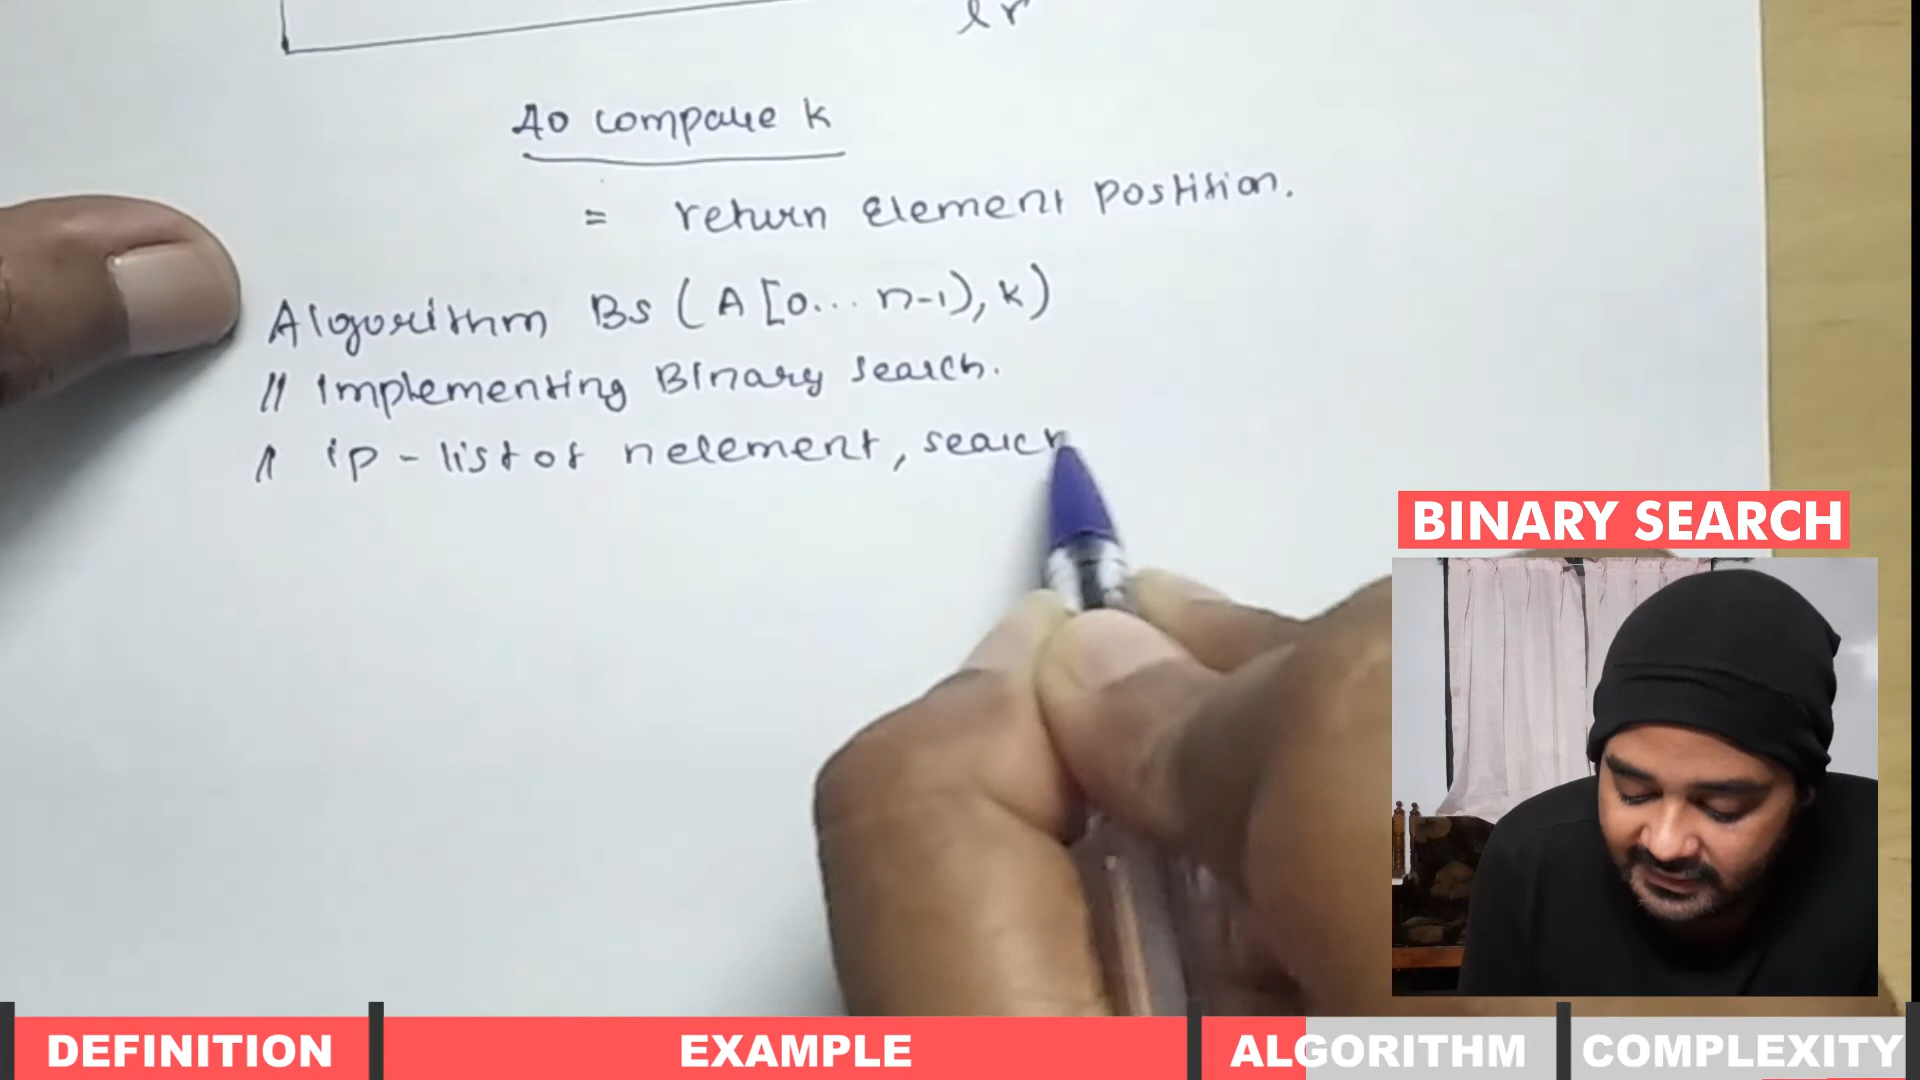 l r
40 compare k
= return Element Position.
Algorithm BS ( A [0... n-1), k)
// Implementing Binary search.
// ip - list of n element, search
BINARY SEARCH
DEFINITION EXAMPLE ALGORITHM COMPLEXITY